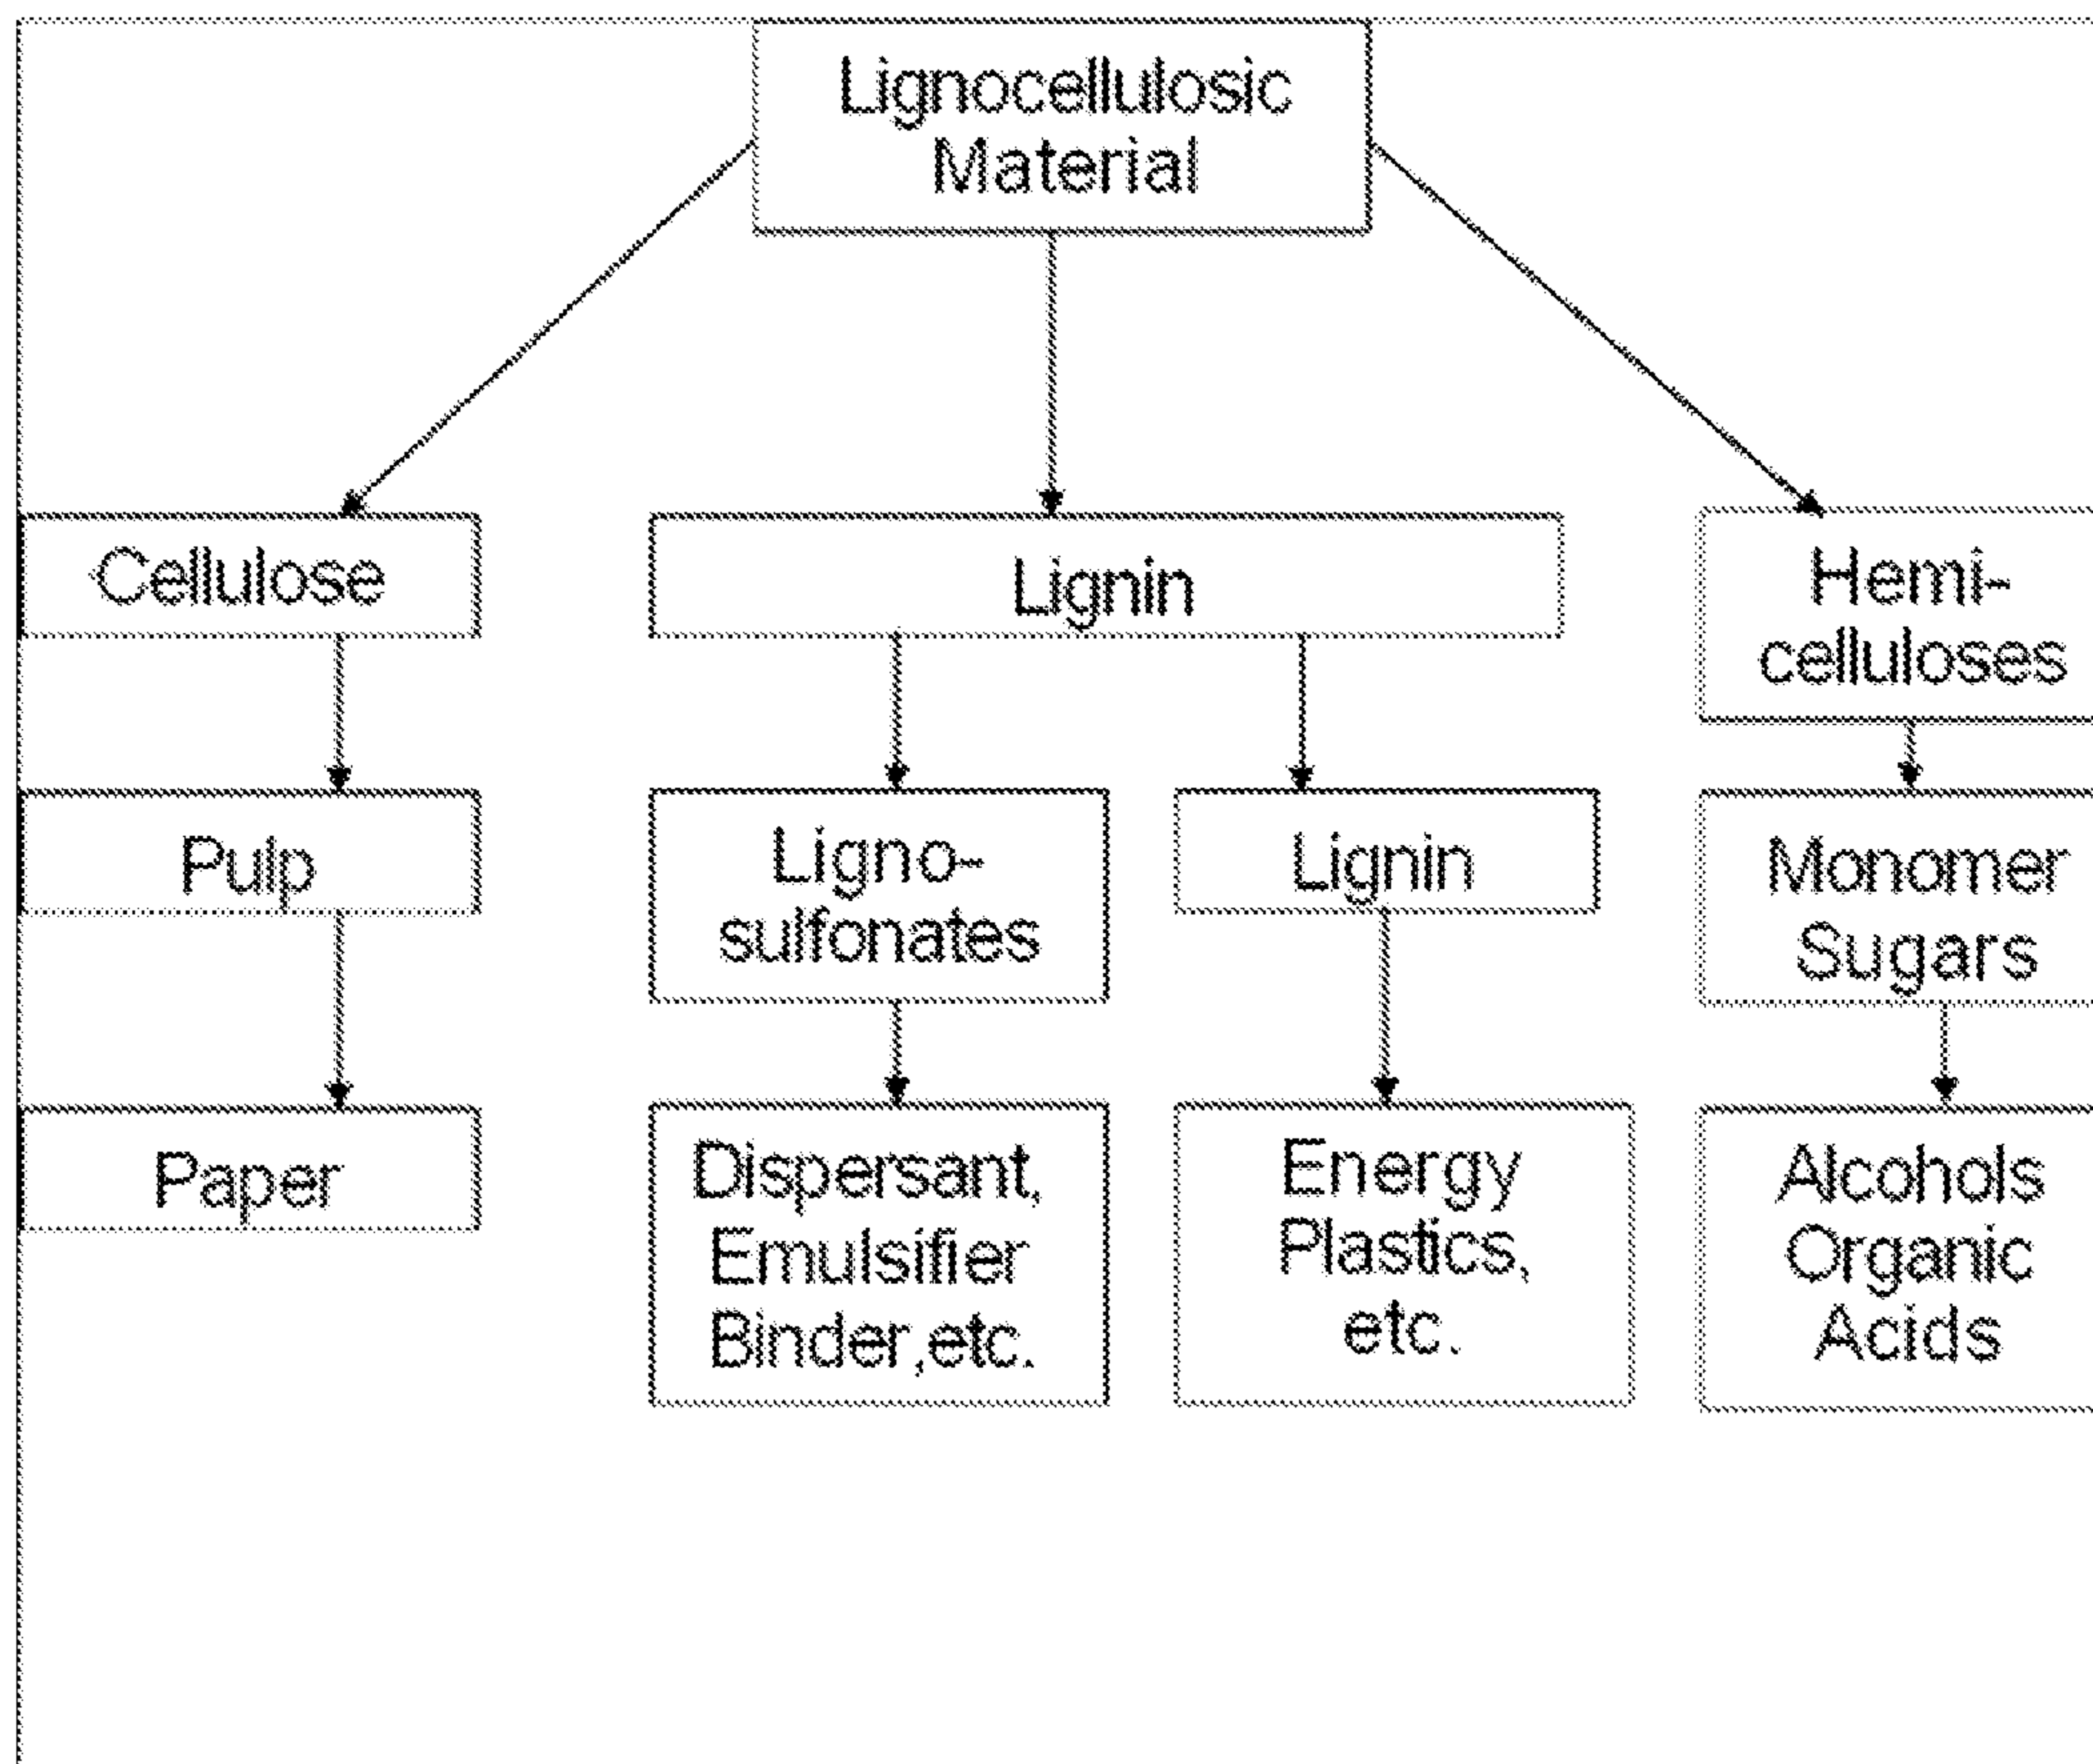 Lignocellulosic
Material
Cellulose
Lignin
Hemi-
celluloses
Pulp
Ligno-
sulfonates
Lignin
Monomer
Sugars
Paper
Dispersant,
Emulsifier
Binder,etc.
Energy
Plastics,
etc.
Alcohols
Organic
Acids